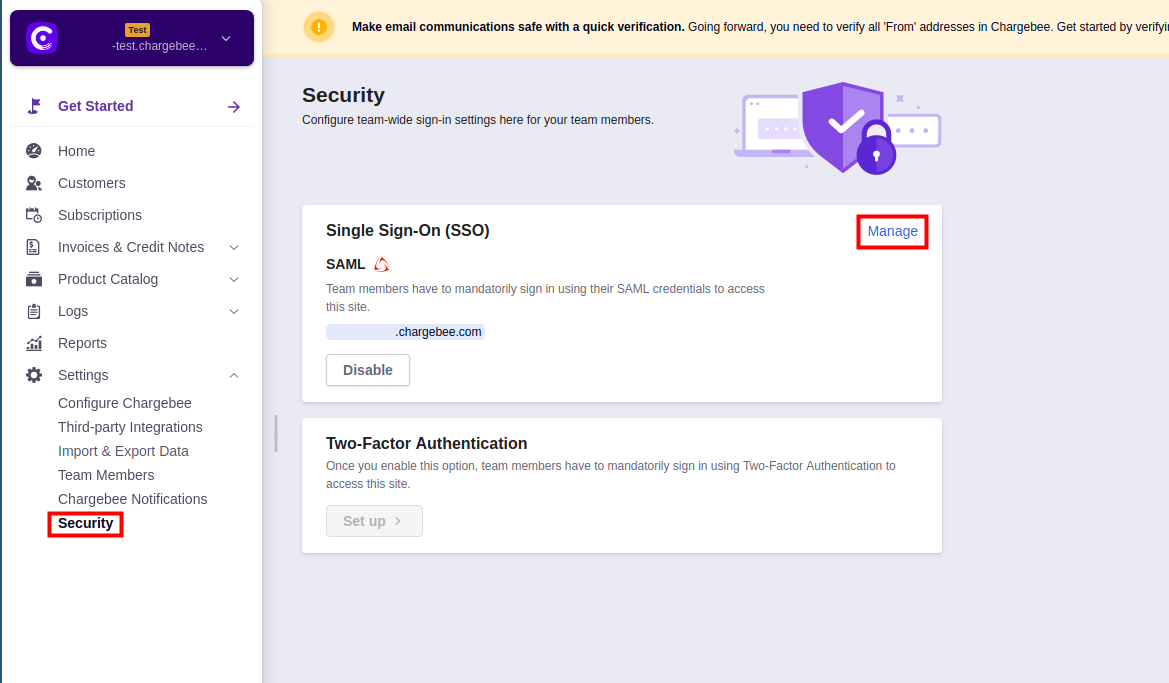 Test
-test.chargebee…
Get Started
Home
Customers
Subscriptions
Invoices & Credit Notes
Product Catalog
Logs
Reports
Settings
Configure Chargebee
Third-party Integrations
Import & Export Data
Team Members
Chargebee Notifications
Security
Make email communications safe with a quick verification. Going forward, you need to verify all 'From' addresses in Chargebee. Get started by verifyin
Security
Configure team-wide sign-in settings here for your team members.
Single Sign-On (SSO)
Manage
SAML
Team members have to mandatorily sign in using their SAML credentials to access
this site.
.chargebee.com
Disable
Two-Factor Authentication
Once you enable this option, team members have to mandatorily sign in using Two-Factor Authentication to
access this site.
Set up